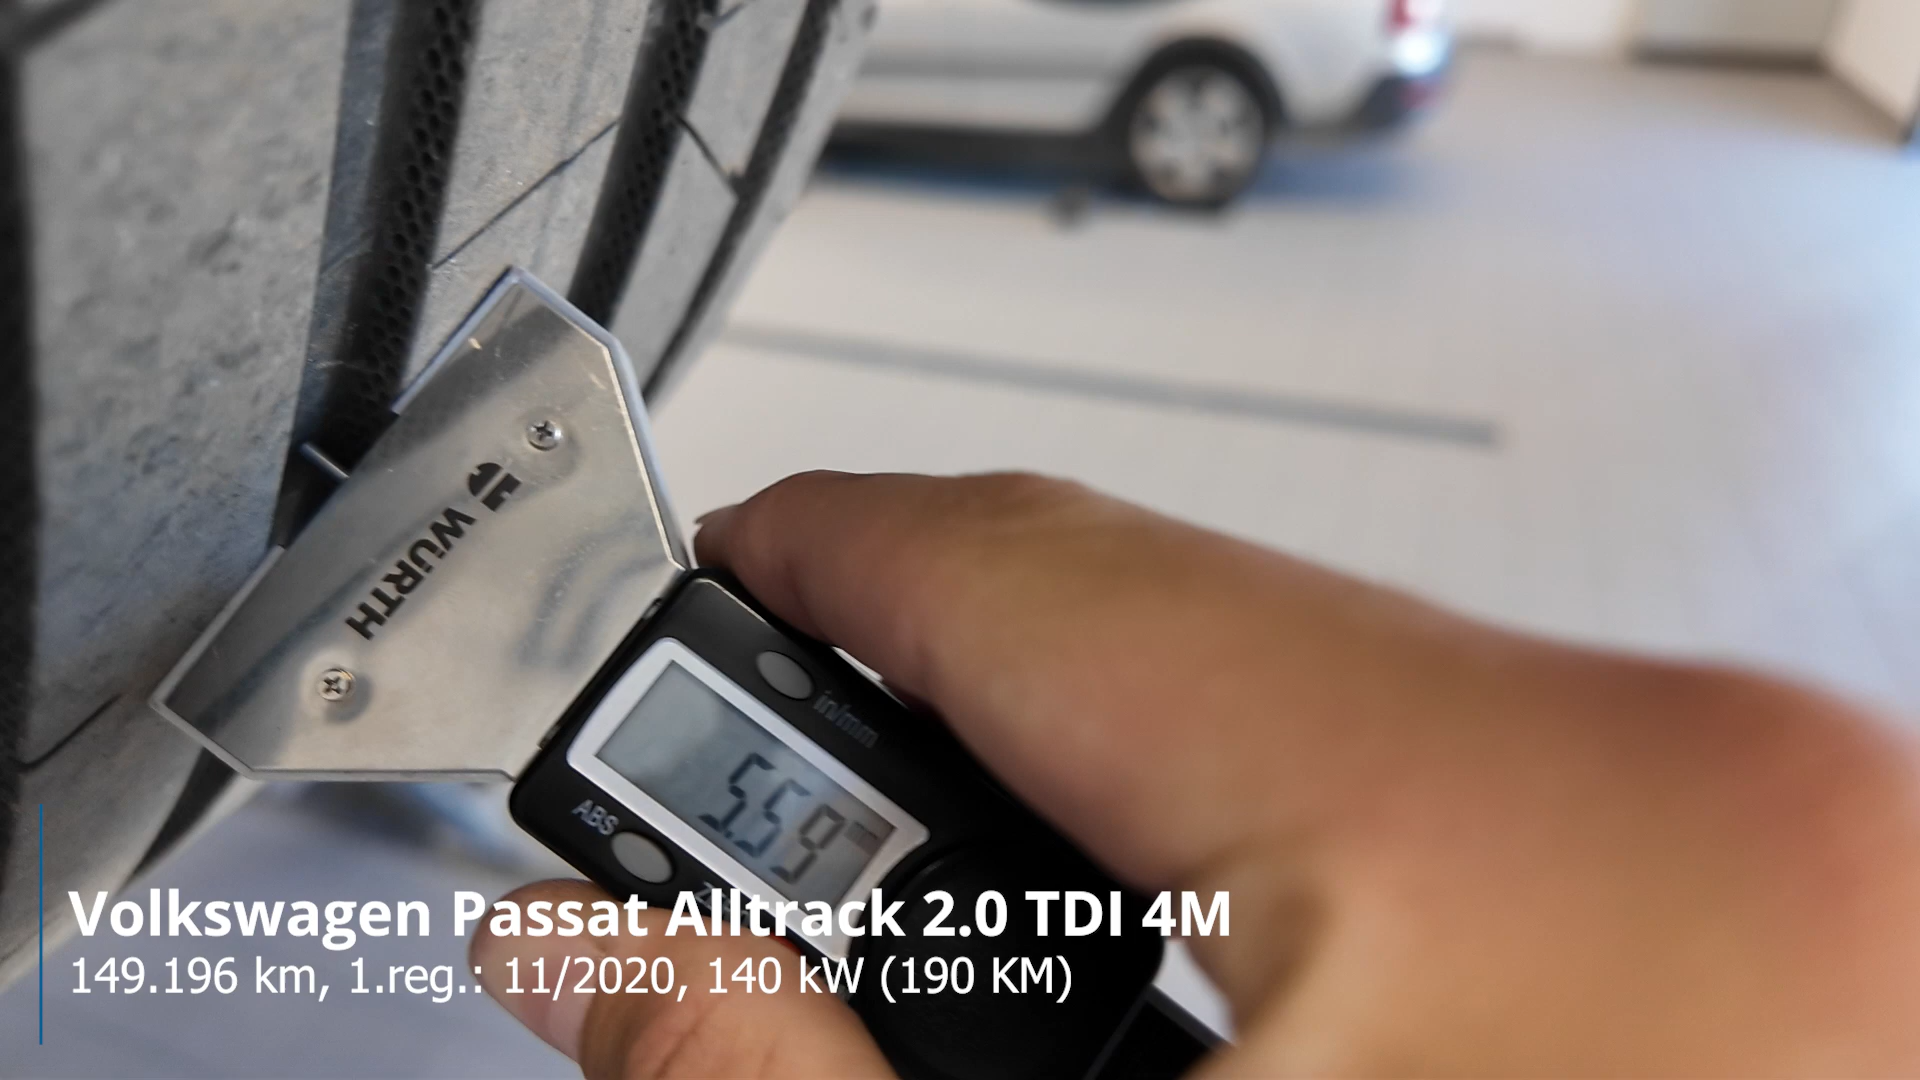 WÜRTH
in/mm
5.59 mm
ABS
Volkswagen Passat Alltrack 2.0 TDI 4M
149.196 km, 1.reg.: 11/2020, 140 kW (190 KM)